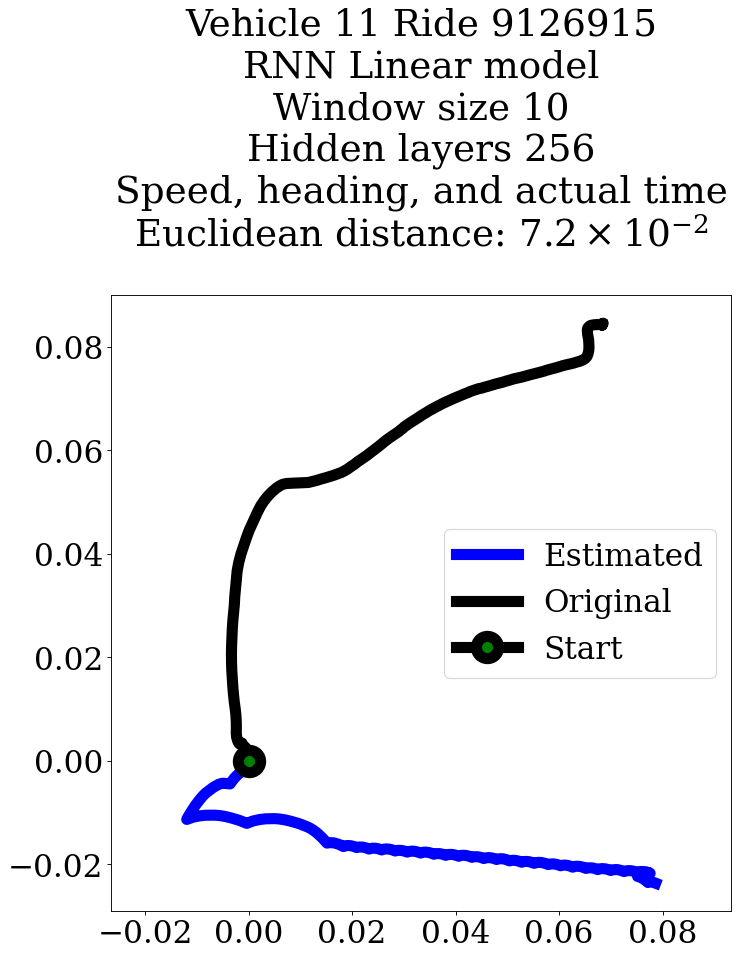 Vehicle 11 Ride 9126915
RNN Linear model
Window size 10
Hidden layers 256
Speed, heading, and actual time
Euclidean distance: 7.2 × 10⁻²
0.08
0.06
0.04
0.02
0.00
−0.02
Estimated
Original
Start
−0.02 0.00 0.02 0.04 0.06 0.08